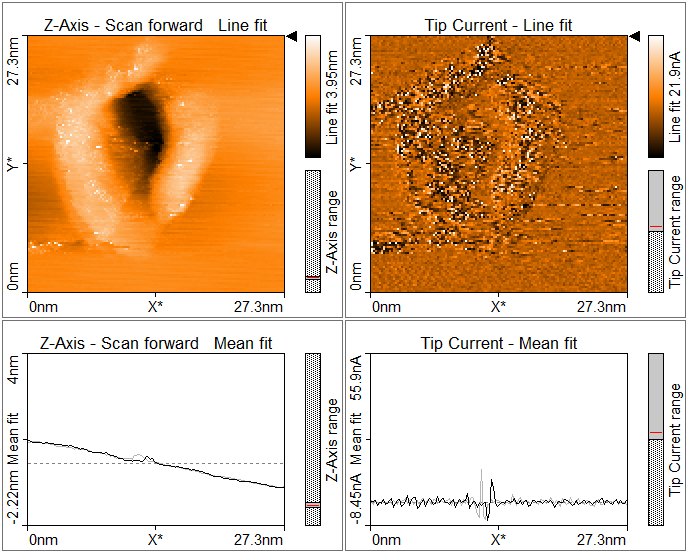 Z-Axis - Scan forward Line fit
27.3nm
Y*
0nm
0nm X* 27.3nm
Line fit 3.95nm
Z-Axis range
Tip Current - Line fit
27.3nm
Y*
0nm
0nm X* 27.3nm
Line fit 21.9nA
Tip Current range
Z-Axis - Scan forward Mean fit
4nm
Mean fit
-2.22nm
0nm X* 27.3nm
Z-Axis range
Tip Current - Mean fit
55.9nA
Mean fit
-8.45nA
0nm X* 27.3nm
Tip Current range